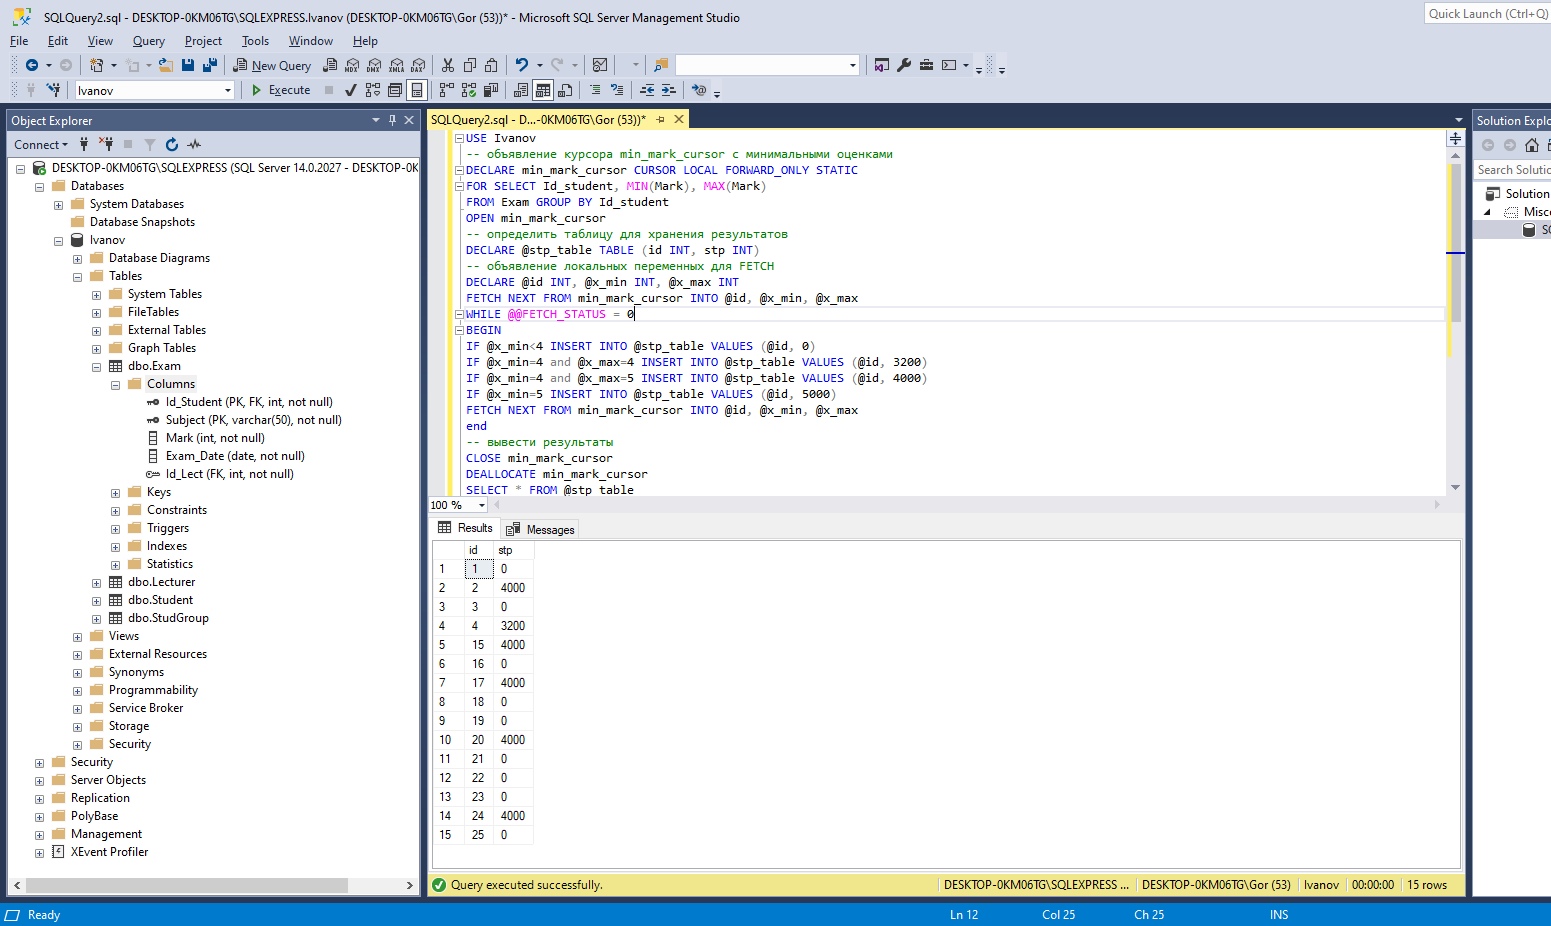 SQLQuery2.sql - DESKTOP-0KM06TG\SQLEXPRESS.Ivanov (DESKTOP-0KM06TG\Gor (53))* - Microsoft SQL Server Management Studio
Quick Launch (Ctrl+Q)
File Edit View Query Project Tools Window Help
New Query
MDX DMX XMLA DAX
Ivanov
Execute
Object Explorer
Connect
DESKTOP-0KM06TG\SQLEXPRESS (SQL Server 14.0.2027 - DESKTOP-0K
Databases
System Databases
Database Snapshots
Ivanov
Database Diagrams
Tables
System Tables
FileTables
External Tables
Graph Tables
dbo.Exam
Columns
Id_Student (PK, FK, int, not null)
Subject (PK, varchar(50), not null)
Mark (int, not null)
Exam_Date (date, not null)
Id_Lect (FK, int, not null)
Keys
Constraints
Triggers
Indexes
Statistics
dbo.Lecturer
dbo.Student
dbo.StudGroup
Views
External Resources
Synonyms
Programmability
Service Broker
Storage
Security
Security
Server Objects
Replication
PolyBase
Management
XEvent Profiler
SQLQuery2.sql - D...-0KM06TG\Gor (53))*
USE Ivanov
-- объявление курсора min_mark_cursor с минимальными оценками
DECLARE min_mark_cursor CURSOR LOCAL FORWARD_ONLY STATIC
FOR SELECT Id_student, MIN(Mark), MAX(Mark)
FROM Exam GROUP BY Id_student
OPEN min_mark_cursor
-- определить таблицу для хранения результатов
DECLARE @stp_table TABLE (id INT, stp INT)
-- объявление локальных переменных для FETCH
DECLARE @id INT, @x_min INT, @x_max INT
FETCH NEXT FROM min_mark_cursor INTO @id, @x_min, @x_max
WHILE @@FETCH_STATUS = 0
BEGIN
IF @x_min<4 INSERT INTO @stp_table VALUES (@id, 0)
IF @x_min=4 and @x_max=4 INSERT INTO @stp_table VALUES (@id, 3200)
IF @x_min=4 and @x_max=5 INSERT INTO @stp_table VALUES (@id, 4000)
IF @x_min=5 INSERT INTO @stp_table VALUES (@id, 5000)
FETCH NEXT FROM min_mark_cursor INTO @id, @x_min, @x_max
end
-- вывести результаты
CLOSE min_mark_cursor
DEALLOCATE min_mark_cursor
SELECT * FROM @stp_table
100 %
Results Messages
id stp
1 1 0
2 2 4000
3 3 0
4 4 3200
5 15 4000
6 16 0
7 17 4000
8 18 0
9 19 0
10 20 4000
11 21 0
12 22 0
13 23 0
14 24 4000
15 25 0
Query executed successfully.
DESKTOP-0KM06TG\SQLEXPRESS ... DESKTOP-0KM06TG\Gor (53) Ivanov 00:00:00 15 rows
Solution Explo
Search Solutio
Solution
Misce
SC
Ready
Ln 12 Col 25 Ch 25 INS